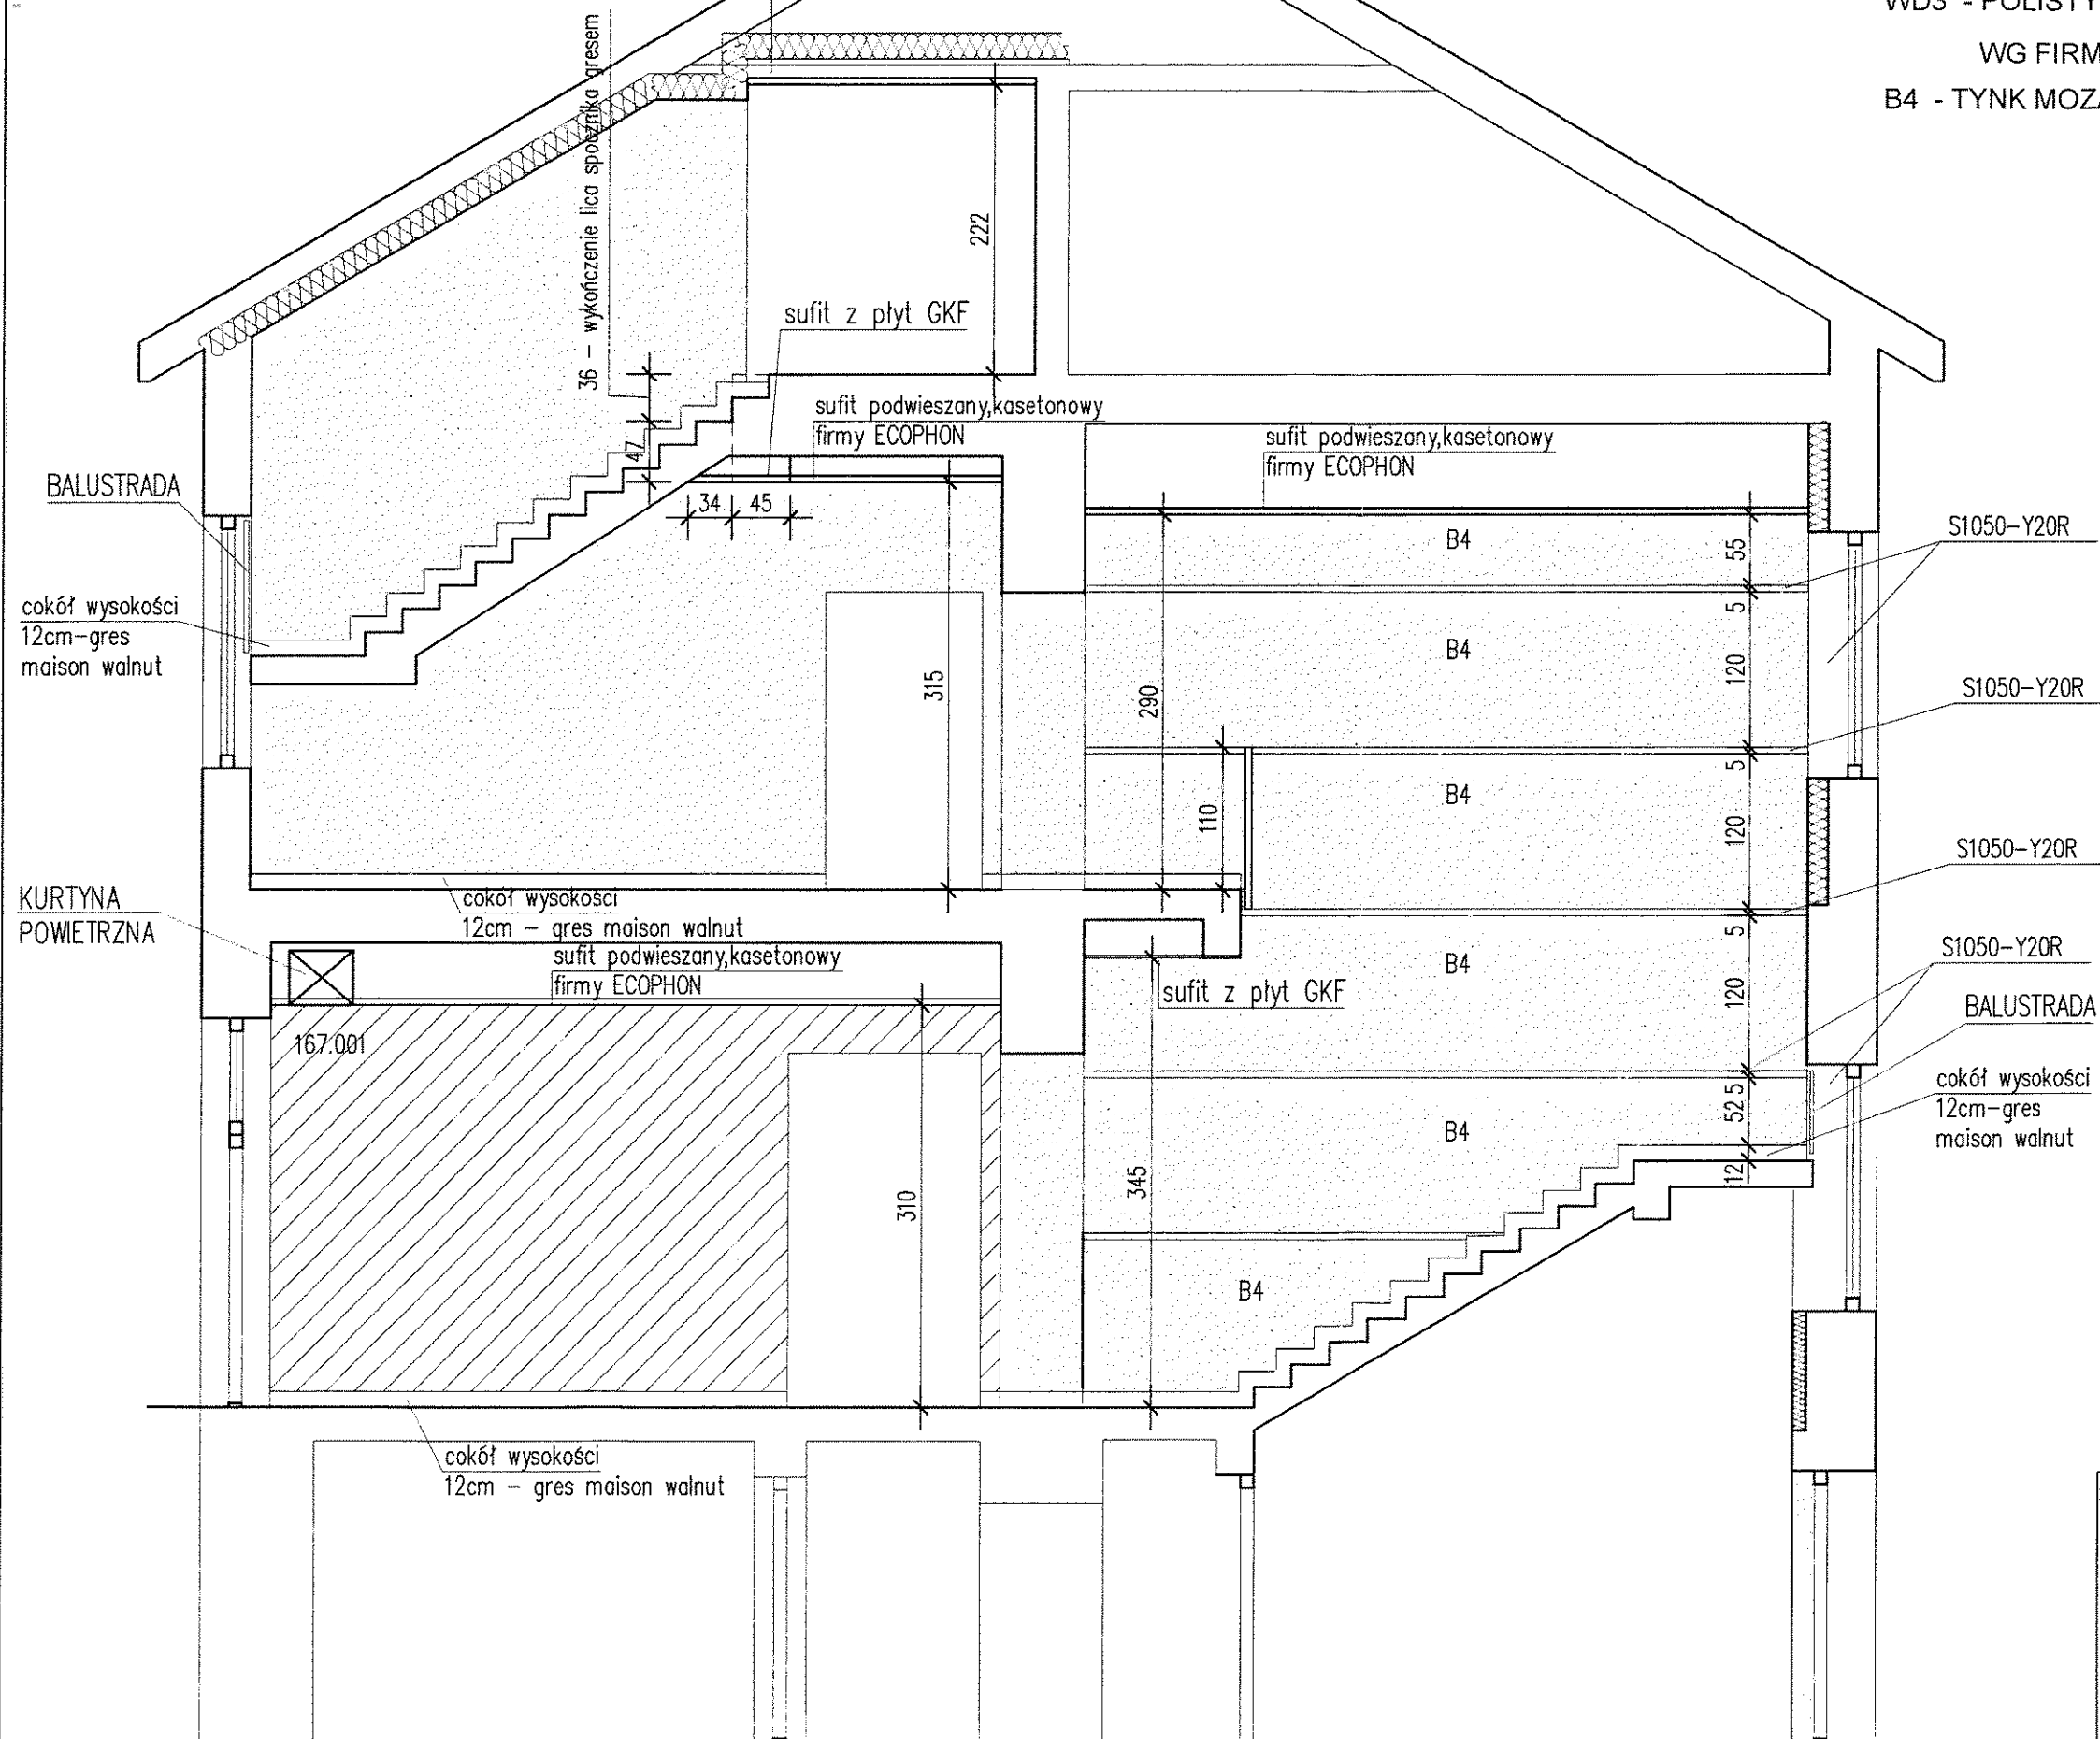 WD3 - POLISTY
WG FIRM
B4 - TYNK MOZA
36 - wykończenie lica spocznika gresem
222
sufit z płyt GKF
sufit podwieszany,kasetonowy
firmy ECOPHON
sufit podwieszany,kasetonowy
firmy ECOPHON
47
BALUSTRADA
34
45
B4
55
S1050-Y20R
cokół wysokości
12cm-gres
maison walnut
5
B4
120
315
290
S1050-Y20R
5
B4
110
120
S1050-Y20R
KURTYNA
POWIETRZNA
cokół wysokości
12cm - gres maison walnut
5
sufit podwieszany,kasetonowy
firmy ECOPHON
B4
120
S1050-Y20R
sufit z płyt GKF
BALUSTRADA
167.001
cokół wysokości
12cm-gres
maison walnut
5
52
B4
12
345
310
B4
cokół wysokości
12cm - gres maison walnut